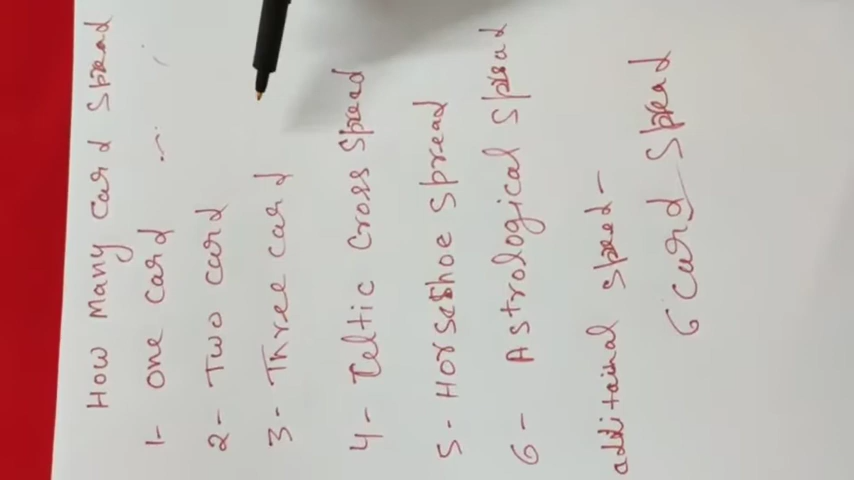 How Many card spread
1- one card
2- Two card
3- Three card
4- Celtic cross spread
5- Horseshoe spread
6- Astrological spread
additainal spread-
6 card spread